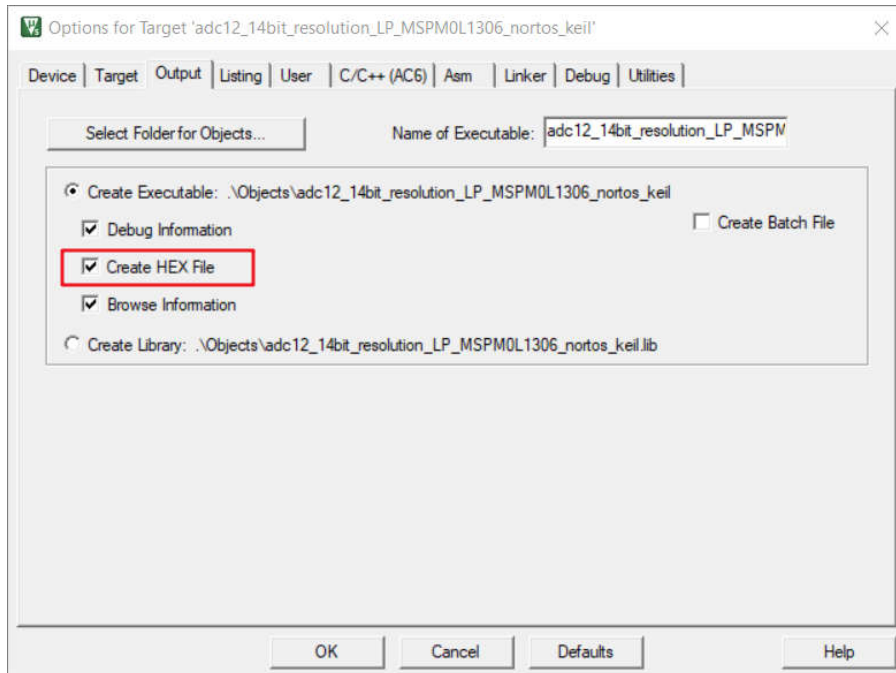 Options for Target 'adc12_14bit_resolution_LP_MSPM0L1306_nortos_keil'
Device Target Output Listing User C/C++ (AC6) Asm Linker Debug Utilities
Select Folder for Objects... Name of Executable: adc12_14bit_resolution_LP_MSPM
Create Executable: .\Objects\adc12_14bit_resolution_LP_MSPM0L1306_nortos_keil
Debug Information Create Batch File
Create HEX File
Browse Information
Create Library: .\Objects\adc12_14bit_resolution_LP_MSPM0L1306_nortos_keil.lib
OK Cancel Defaults Help